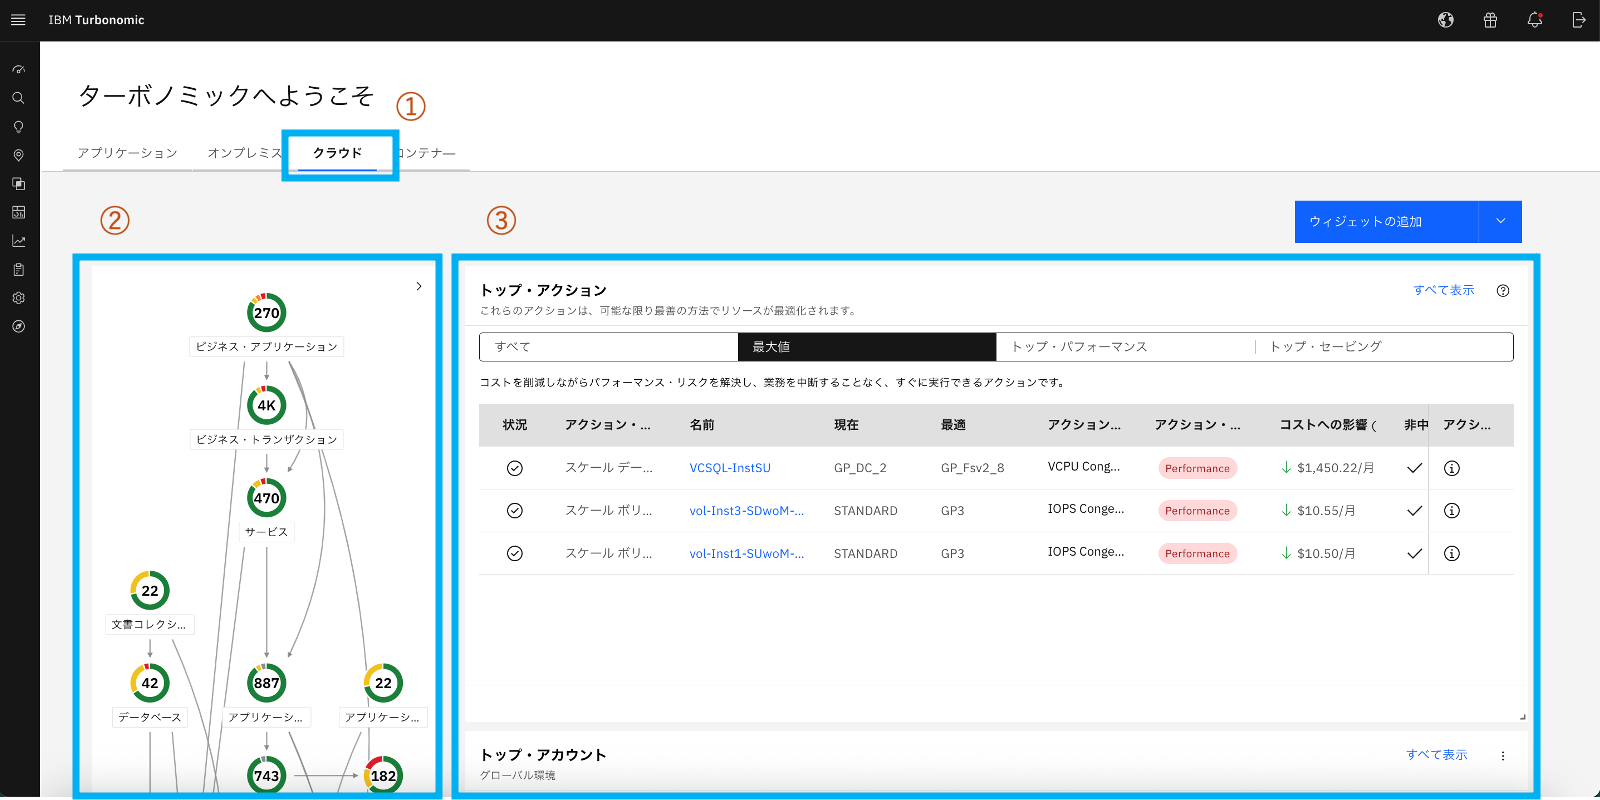 IBM Turbonomic
ターボノミックへようこそ
①
アプリケーション オンプレミス クラウド コンテナー
② ③
ウィジェットの追加
270
ビジネス・アプリケーション
4K
ビジネス・トランザクション
470
サービス
22
文書コレクシ...
42 887 22
データベース アプリケーシ... アプリケーシ...
743 182
トップ・アクション すべて表示
これらのアクションは、可能な限り最善の方法でリソースが最適化されます。
すべて 最大値 トップ・パフォーマンス トップ・セービング
コストを削減しながらパフォーマンス・リスクを解決し、業務を中断することなく、すぐに実行できるアクションです。
状況 アクション・... 名前 現在 最適 アクション... アクション・... コストへの影響 ( 非中 アクシ...
スケール デー... VCSQL-InstSU GP_DC_2 GP_Fsv2_8 VCPU Cong... Performance ↓ $1,450.22/月
スケール ボリ... vol-Inst3-SDwoM-... STANDARD GP3 IOPS Conge... Performance ↓ $10.55/月
スケール ボリ... vol-Inst1-SUwoM-... STANDARD GP3 IOPS Conge... Performance ↓ $10.50/月
トップ・アカウント すべて表示
グローバル環境